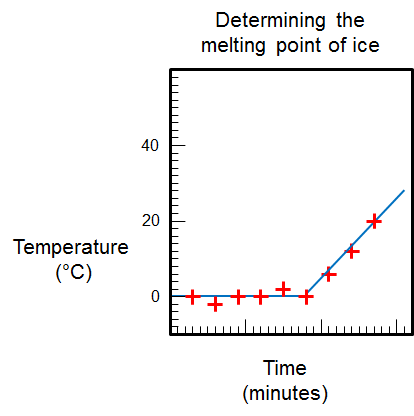 Determining the
melting point of ice
40
20
0
Temperature
(°C)
Time
(minutes)